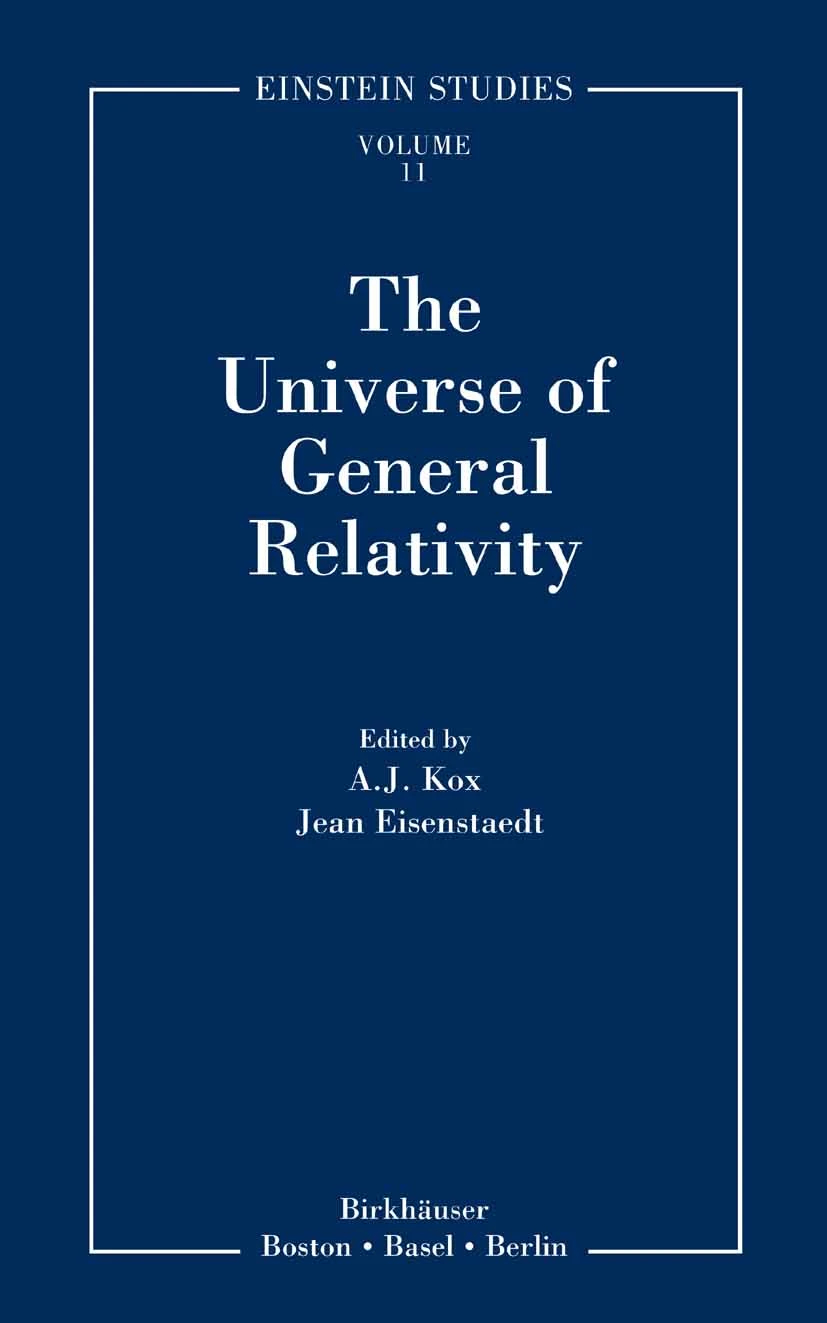 EINSTEIN STUDIES
VOLUME
11
The
Universe of
General
Relativity
Edited by
A.J. Kox
Jean Eisenstaedt
Birkhäuser
Boston • Basel • Berlin